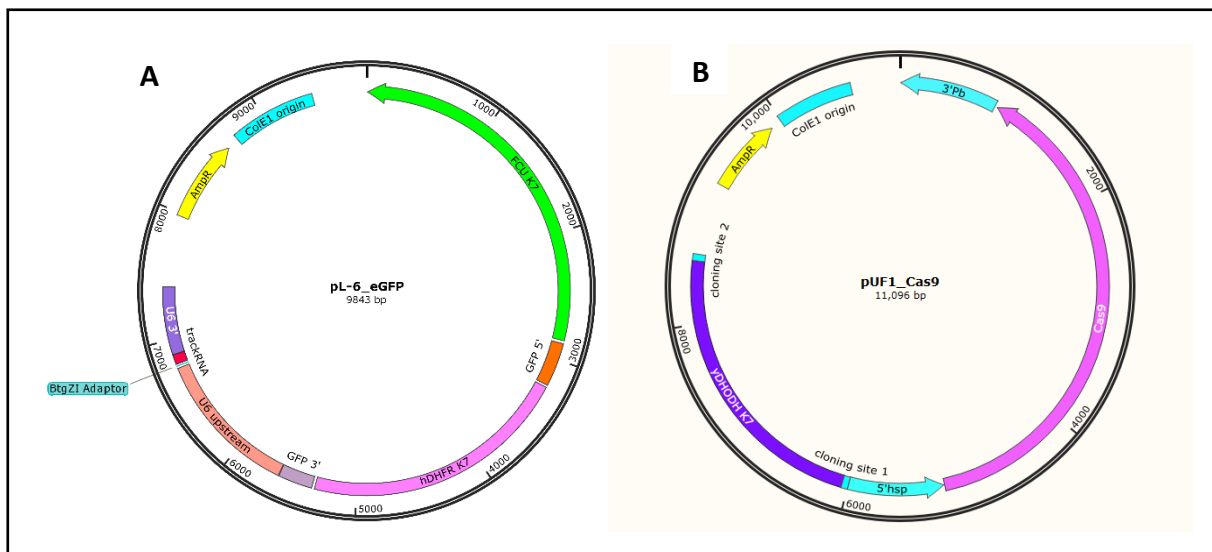 A
ColE1 origin
AmpR
9000
1000
2000
3000
4000
5000
6000
7000
8000
FCU K7
GFP 5'
hDHFR K7
GFP 3'
U6 upstream
BtgZI Adaptor
trackRNA
U6 3'
pL-6_eGFP
9843 bp
B
3'Pb
ColE1 origin
AmpR
10,000
2000
4000
6000
8000
Cas9
5'hsp
cloning site 1
yDHODH K7
cloning site 2
pUF1_Cas9
11,096 bp